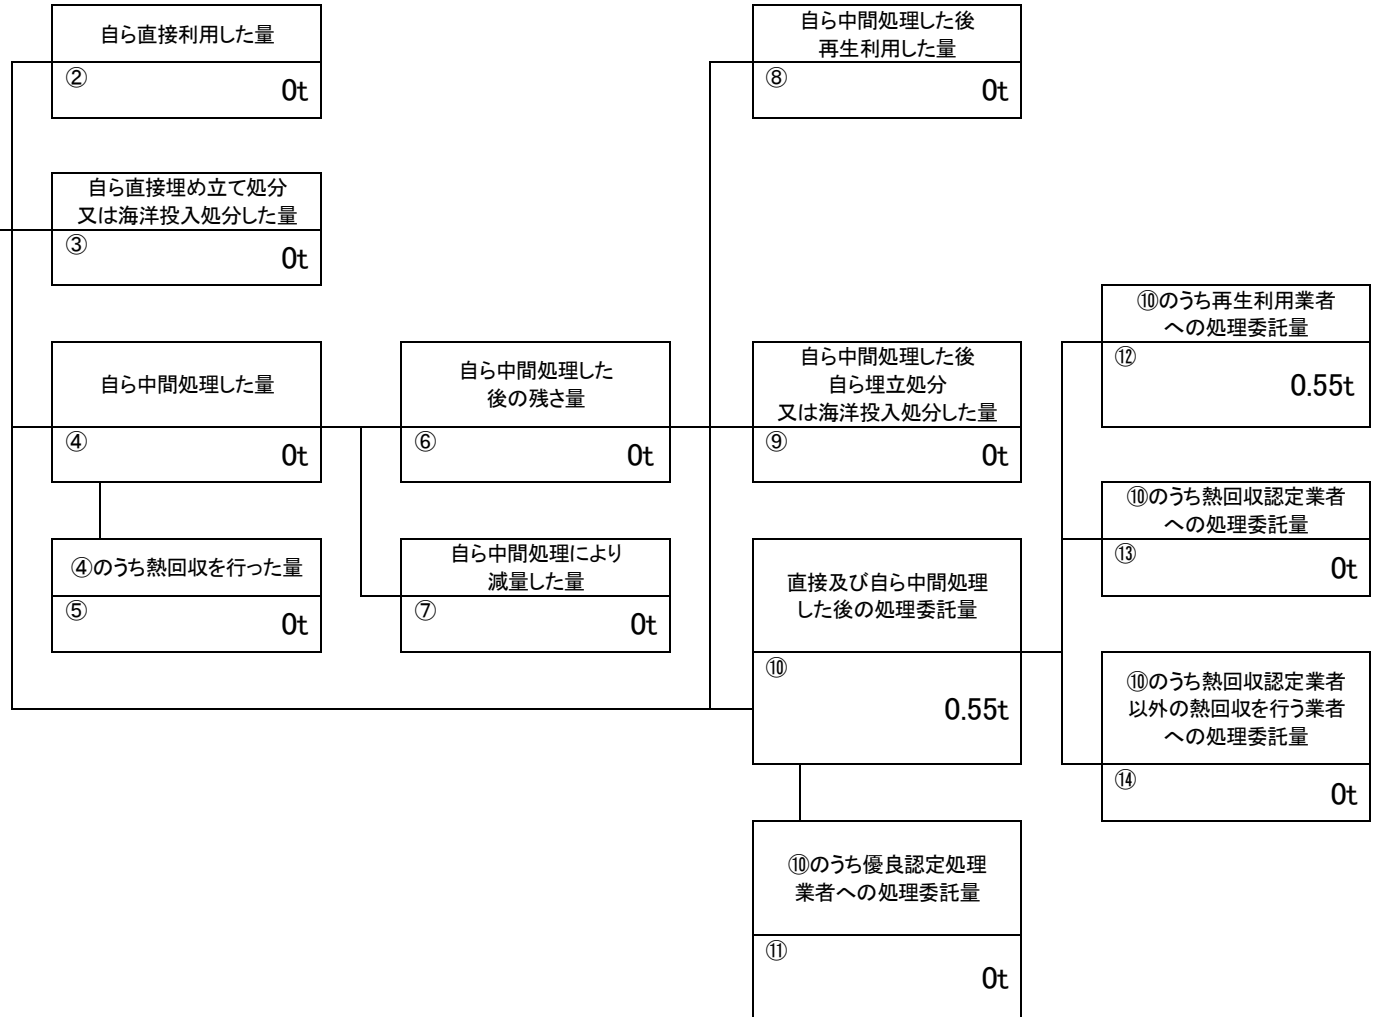 自ら直接利用した量
②
0t
自ら直接埋め立て処分
又は海洋投入処分した量
③
0t
自ら中間処理した量
④
0t
④のうち熱回収を行った量
⑤
0t
自ら中間処理した
後の残さ量
⑥
0t
自ら中間処理により
減量した量
⑦
0t
自ら中間処理した後
再生利用した量
⑧
0t
自ら中間処理した後
自ら埋立処分
又は海洋投入処分した量
⑨
0t
直接及び自ら中間処理
した後の処理委託量
⑩
0.55t
⑩のうち優良認定処理
業者への処理委託量
⑪
0t
⑩のうち再生利用業者
への処理委託量
⑫
0.55t
⑩のうち熱回収認定業者
への処理委託量
⑬
0t
⑩のうち熱回収認定業者
以外の熱回収を行う業者
への処理委託量
⑭
0t